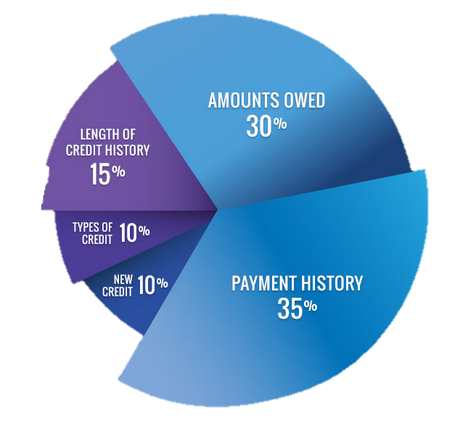 AMOUNTS OWED
30%
LENGTH OF
CREDIT HISTORY
15%
TYPES OF
CREDIT
10%
NEW
CREDIT
10%
PAYMENT HISTORY
35%